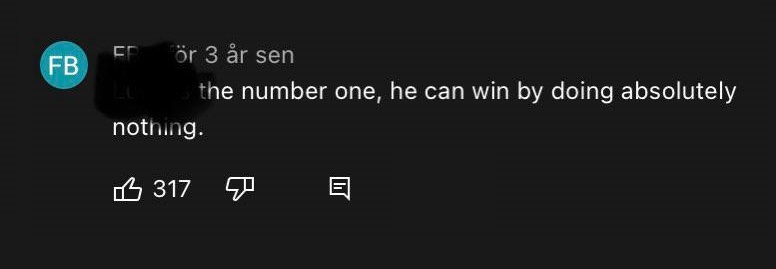 FB
för 3 år sen
the number one, he can win by doing absolutely
nothing.
317